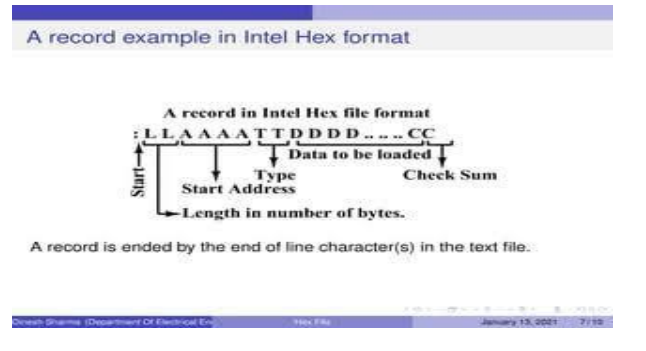 A record example in Intel Hex format
A record in Intel Hex file format
: L L A A A A T T D D D D .. .. .. CC
Data to be loaded
Start
Type
Check Sum
Start Address
Length in number of bytes.
A record is ended by the end of line character(s) in the text file.
Dinesh Sharma (Department Of Electrical En
Hex File
January 13, 2021
7/10